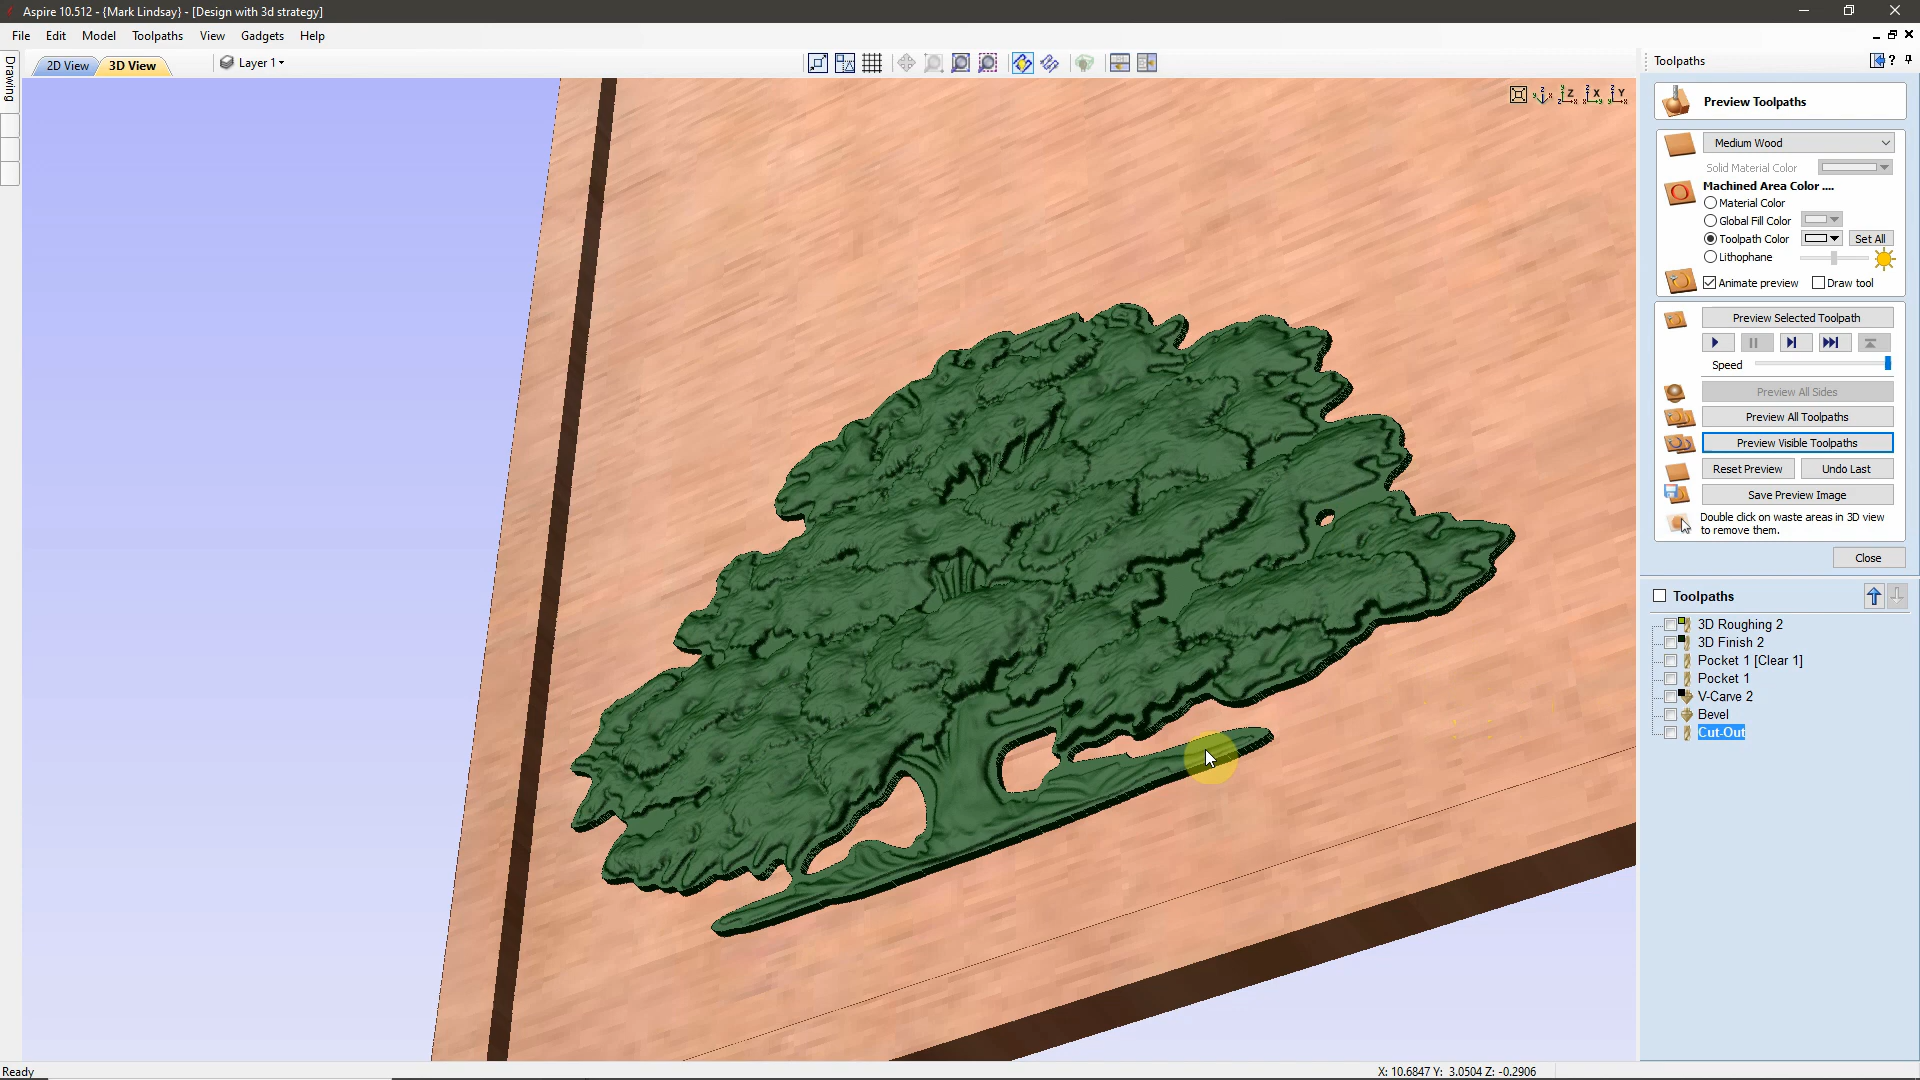 Aspire 10.512 - {Mark Lindsay} - [Design with 3d strategy]
File Edit Model Toolpaths View Gadgets Help
Drawing
2D View 3D View Layer 1
Toolpaths
Preview Toolpaths
Medium Wood
Solid Material Color
Machined Area Color ....
Material Color
Global Fill Color
Toolpath Color Set All
Lithophane
Animate preview Draw tool
Preview Selected Toolpath
Speed
Preview All Sides
Preview All Toolpaths
Preview Visible Toolpaths
Reset Preview Undo Last
Save Preview Image
Double click on waste areas in 3D view
to remove them.
Close
Toolpaths
3D Roughing 2
3D Finish 2
Pocket 1 [Clear 1]
Pocket 1
V-Carve 2
Bevel
Cut-Out
Ready
X: 10.6847 Y: 3.0504 Z: -0.2906